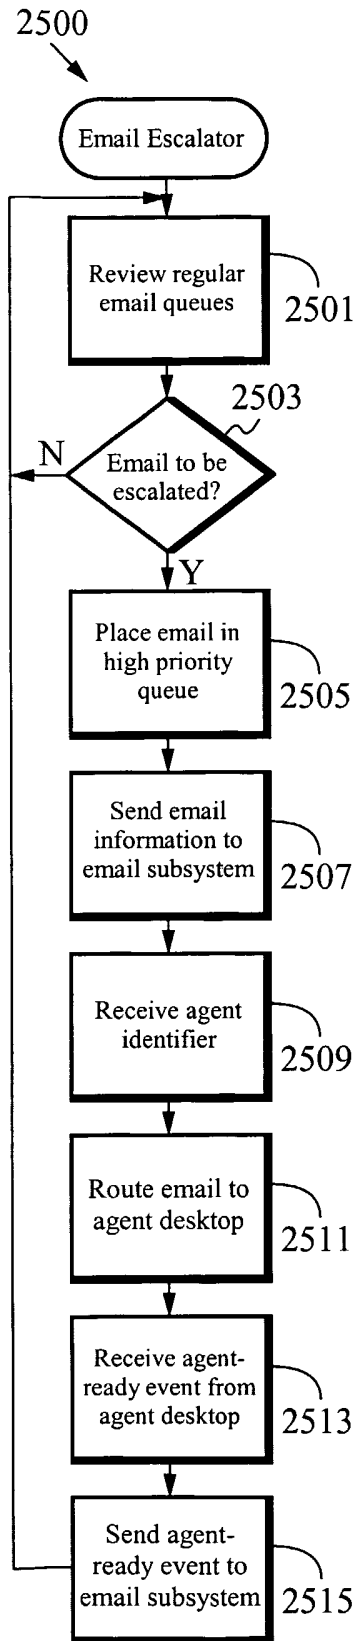 2500
Email Escalator
Review regular
email queues
2501
2503
Email to be
escalated?
N
Y
Place email in
high priority
queue
2505
Send email
information to
email subsystem
2507
Receive agent
identifier
2509
Route email to
agent desktop
2511
Receive agent-
ready event from
agent desktop
2513
Send agent-
ready event to
email subsystem
2515